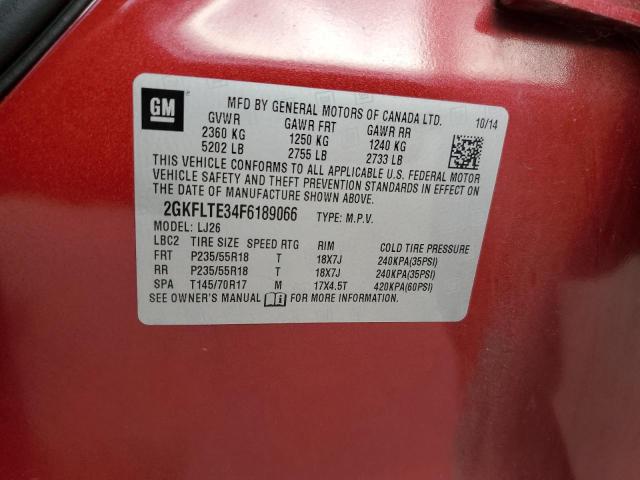 GM
MFD BY GENERAL MOTORS OF CANADA LTD.
10/14
GVWR GAWR FRT GAWR RR
2360 KG 1250 KG 1240 KG
5202 LB 2755 LB 2733 LB
THIS VEHICLE CONFORMS TO ALL APPLICABLE U.S. FEDERAL MOTOR
VEHICLE SAFETY AND THEFT PREVENTION STANDARDS IN EFFECT ON
THE DATE OF MANUFACTURE SHOWN ABOVE.
2GKFLTE34F6189066 TYPE: M.P.V.
MODEL: LJ26
LBC2 TIRE SIZE SPEED RTG RIM COLD TIRE PRESSURE
FRT P235/55R18 T 18X7J 240KPA(35PSI)
RR P235/55R18 T 18X7J 240KPA(35PSI)
SPA T145/70R17 M 17X4.5T 420KPA(60PSI)
SEE OWNER'S MANUAL FOR MORE INFORMATION.